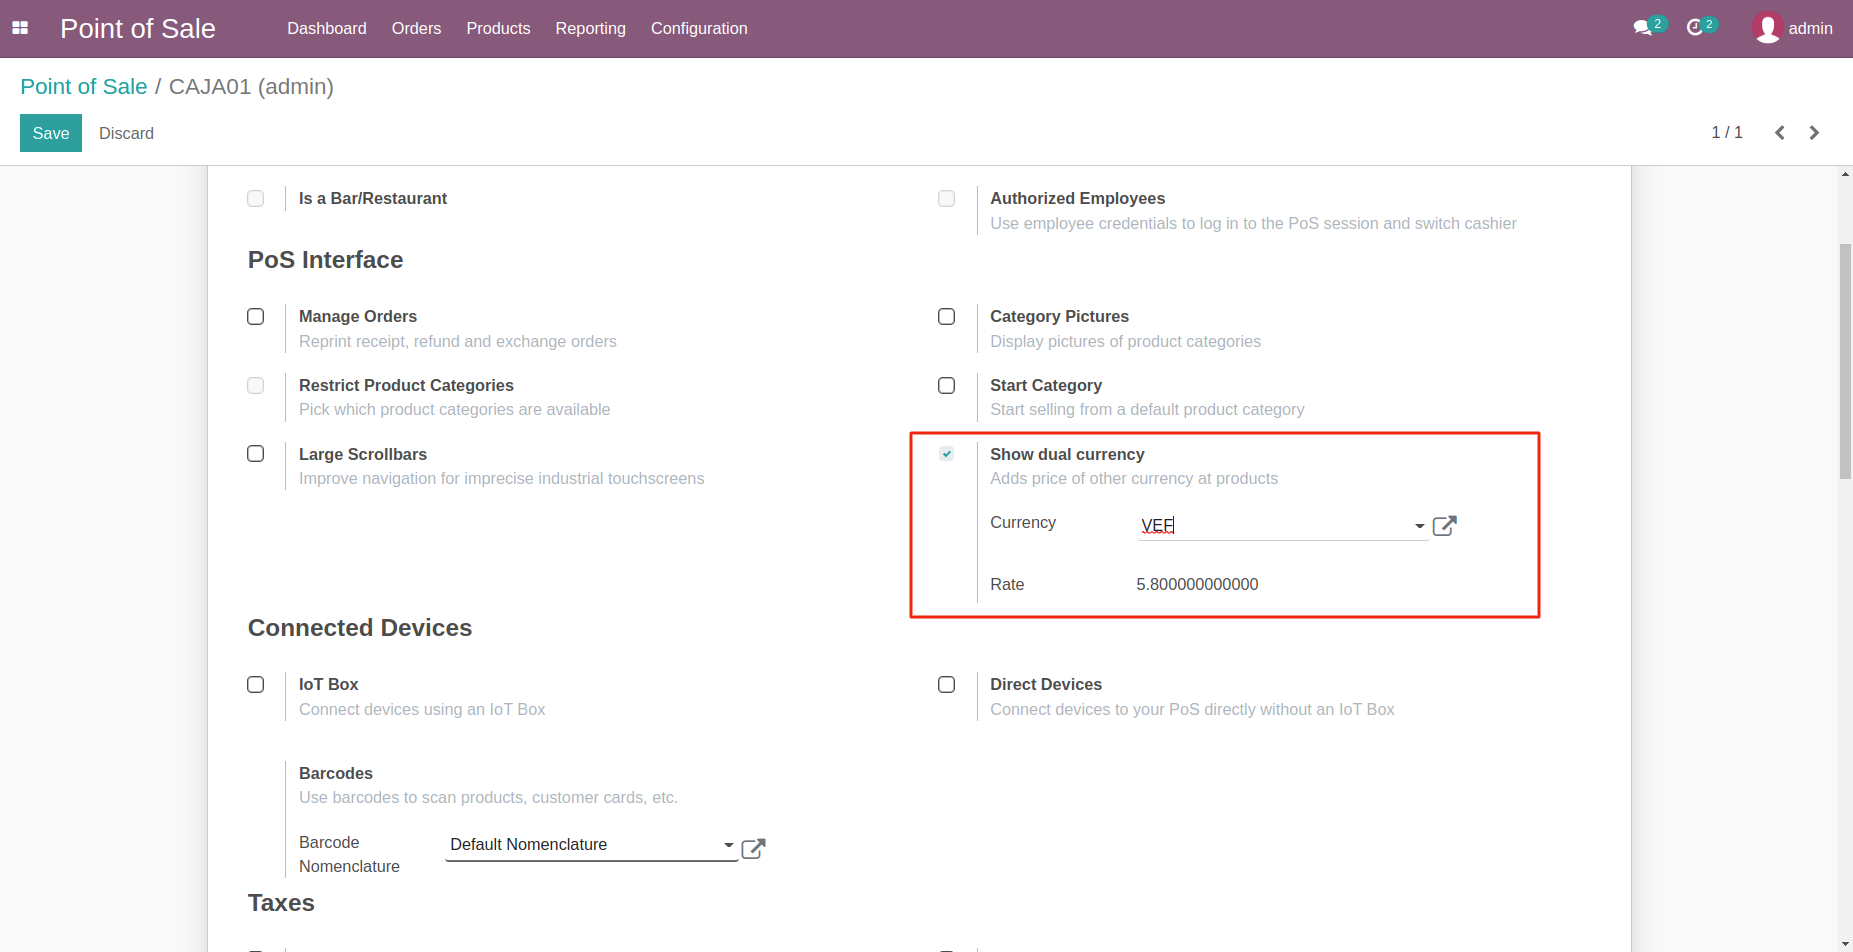 Point of Sale Dashboard Orders Products Reporting Configuration 2 2 admin
Point of Sale / CAJA01 (admin)
Save Discard 1 / 1
Is a Bar/Restaurant
Authorized Employees
Use employee credentials to log in to the PoS session and switch cashier
PoS Interface
Manage Orders
Reprint receipt, refund and exchange orders
Category Pictures
Display pictures of product categories
Restrict Product Categories
Pick which product categories are available
Start Category
Start selling from a default product category
Large Scrollbars
Improve navigation for imprecise industrial touchscreens
Show dual currency
Adds price of other currency at products
Currency VEF
Rate 5.800000000000
Connected Devices
IoT Box
Connect devices using an IoT Box
Direct Devices
Connect devices to your PoS directly without an IoT Box
Barcodes
Use barcodes to scan products, customer cards, etc.
Barcode
Nomenclature
Default Nomenclature
Taxes